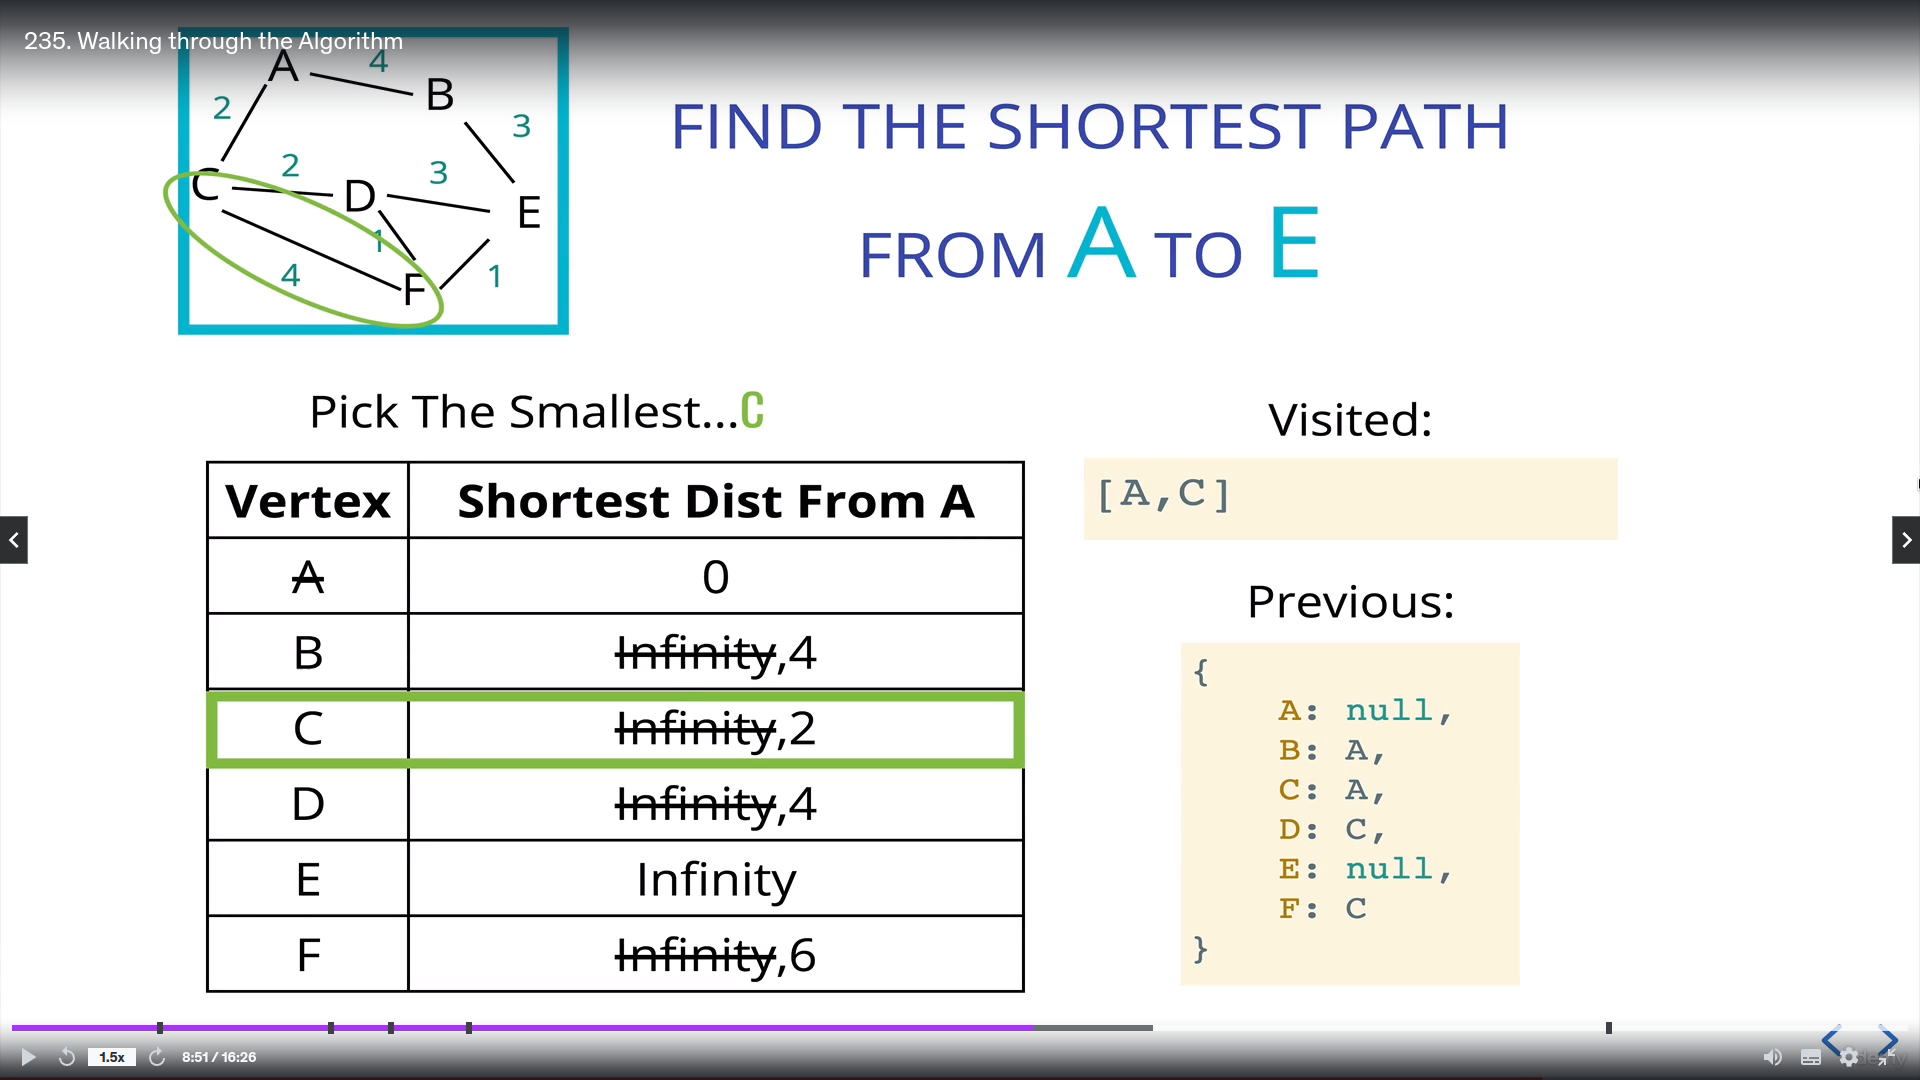 235. Walking through the Algorithm
A
4
B
2
3
2
3
C
D
E
1
4
F
1
FIND THE SHORTEST PATH
FROM A TO E
Pick The Smallest...C
Vertex Shortest Dist From A
A 0
B Infinity,4
C Infinity,2
D Infinity,4
E Infinity
F Infinity,6
Visited:
[A,C]
Previous:
{
A: null,
B: A,
C: A,
D: C,
E: null,
F: C
}
1.5x
8:51 / 16:26